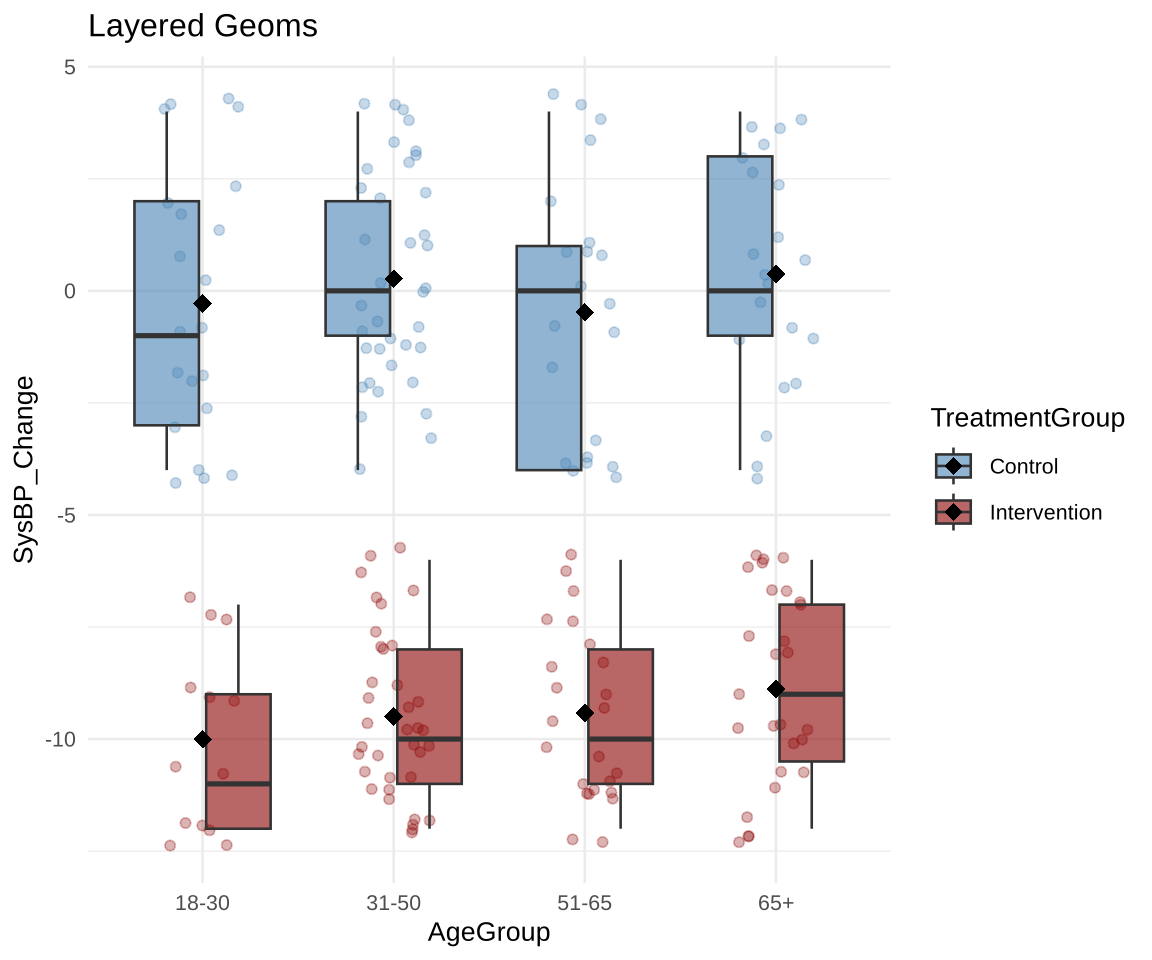 Layered Geoms
5
0
-5
-10
SysBP_Change
18-30
31-50
51-65
65+
AgeGroup
TreatmentGroup
Control
Intervention